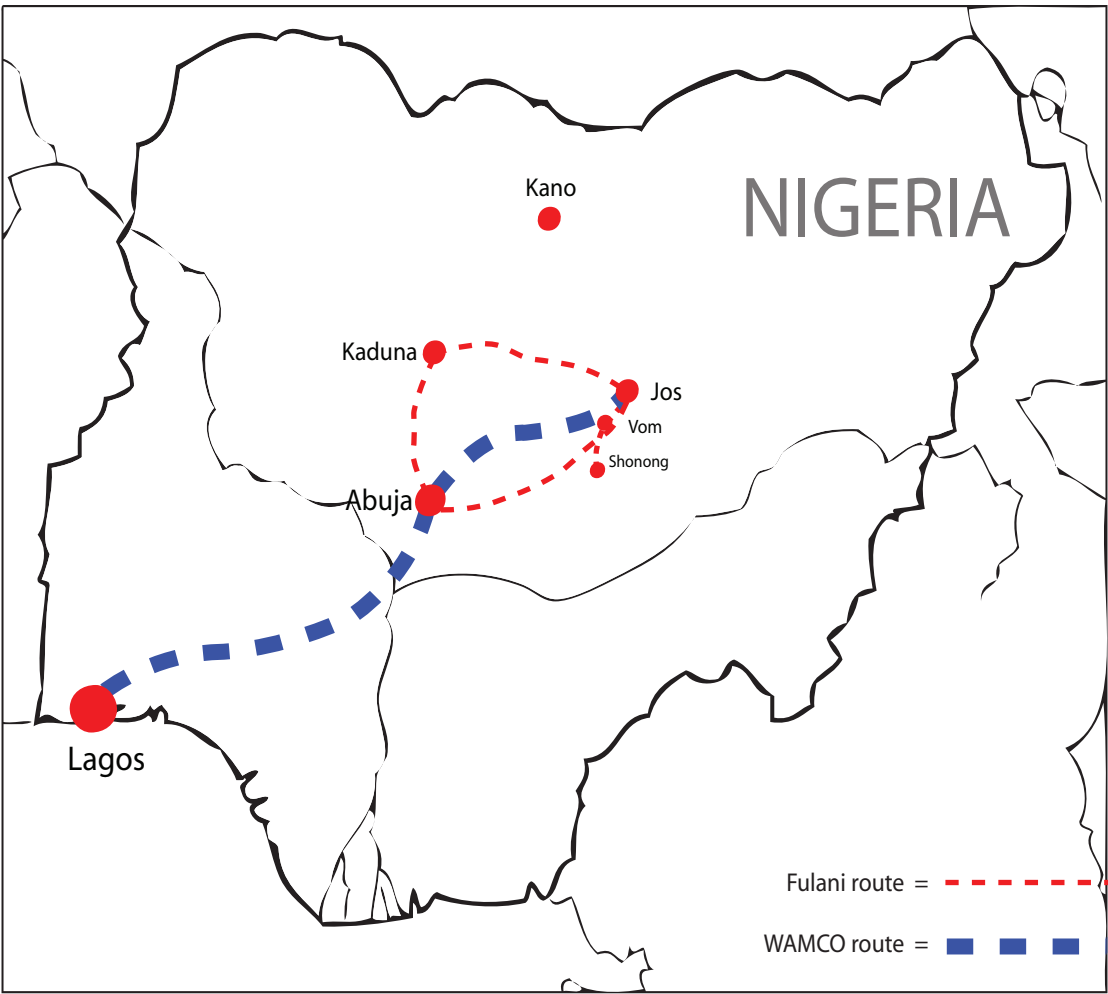 Kano
NIGERIA
Kaduna
Jos
Vom
Shonong
Abuja
Lagos
Fulani route =
WAMCO route =